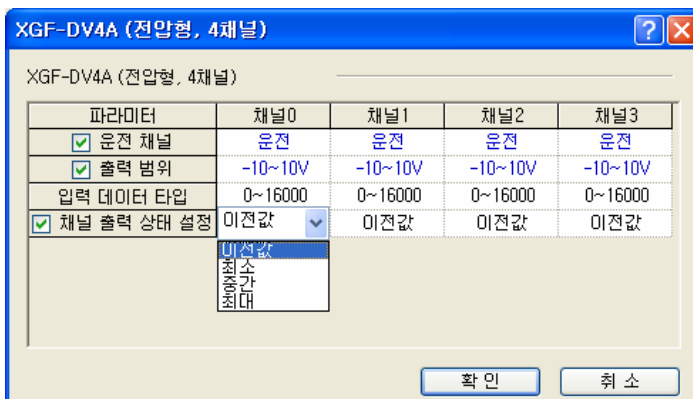 XGF-DV4A (전압형, 4채널)
XGF-DV4A (전압형, 4채널)
파라미터 채널0 채널1 채널2 채널3
운전 채널 운전 운전 운전 운전
출력 범위 -10~10V -10~10V -10~10V -10~10V
입력 데이터 타입 0~16000 0~16000 0~16000 0~16000
채널 출력 상태 설정 이전값 이전값 이전값 이전값
이전값
최소
중간
최대
확 인 취 소